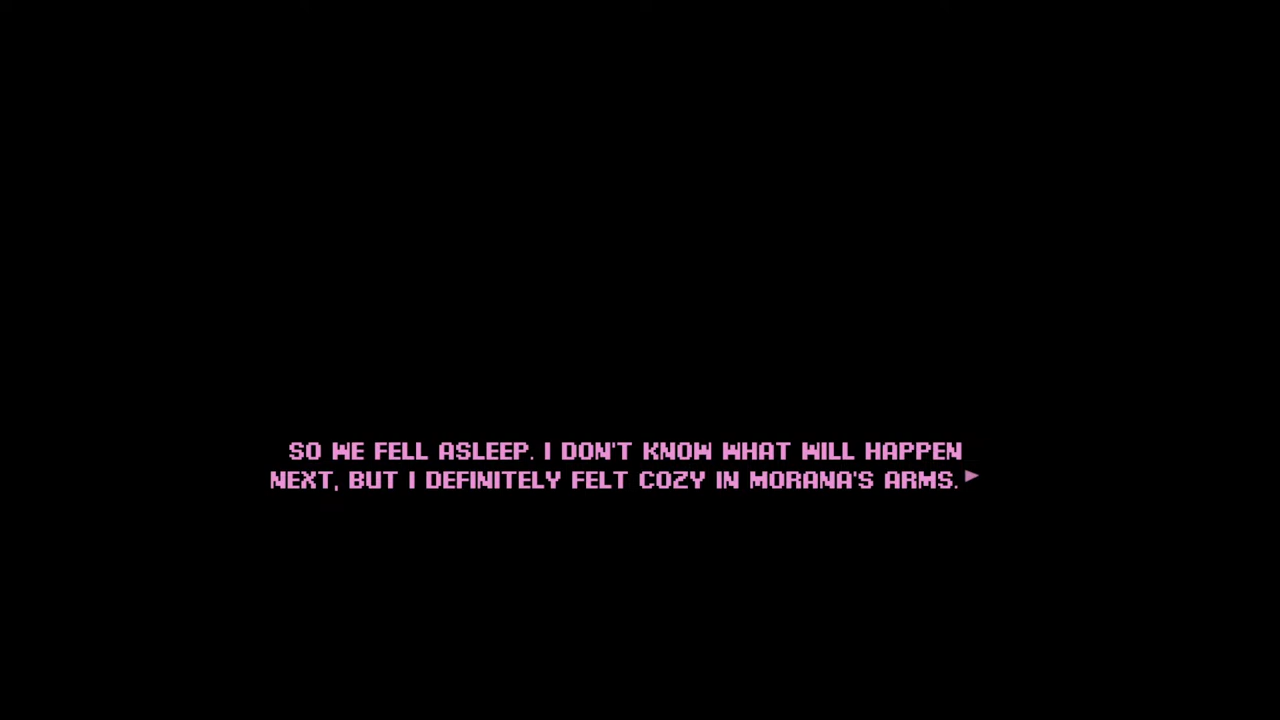 SO WE FELL ASLEEP. I DON'T KNOW WHAT WILL HAPPEN
NEXT, BUT I DEFINITELY FELT COZY IN MORANA'S ARMS.